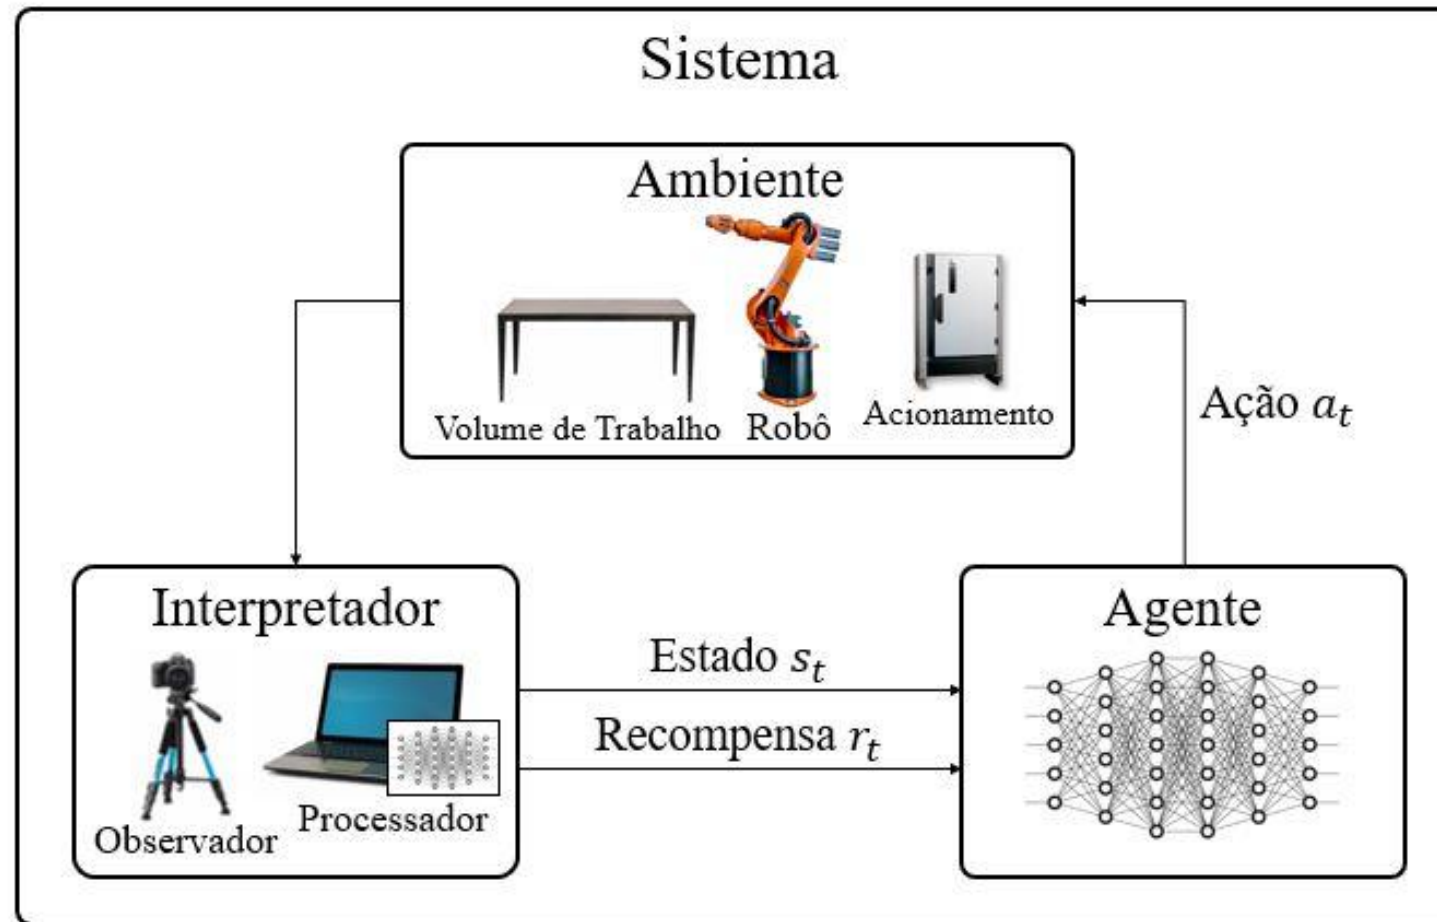 Sistema
Ambiente
Volume de Trabalho
Robô
Acionamento
Ação a_t
Interpretador
Observador
Processador
Estado s_t
Recompensa r_t
Agente